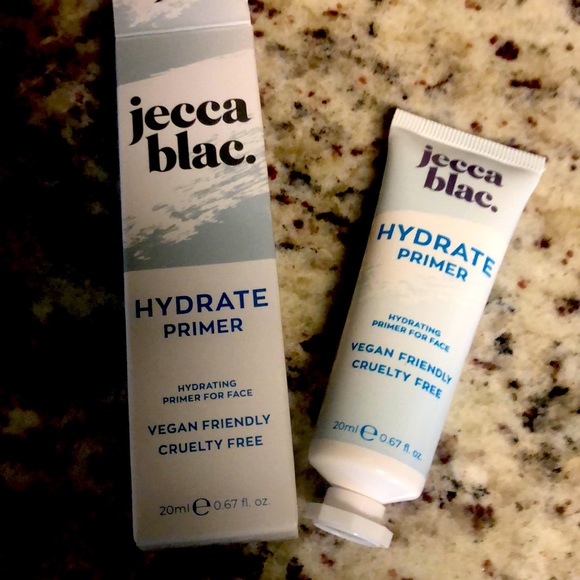 jecca
blac.
HYDRATE
PRIMER
HYDRATING
PRIMER FOR FACE
VEGAN FRIENDLY
CRUELTY FREE
20ml ℮ 0.67 fl. oz.
jecca
blac.
HYDRATE
PRIMER
HYDRATING
PRIMER FOR FACE
VEGAN FRIENDLY
CRUELTY FREE
20ml ℮ 0.67 fl. oz.